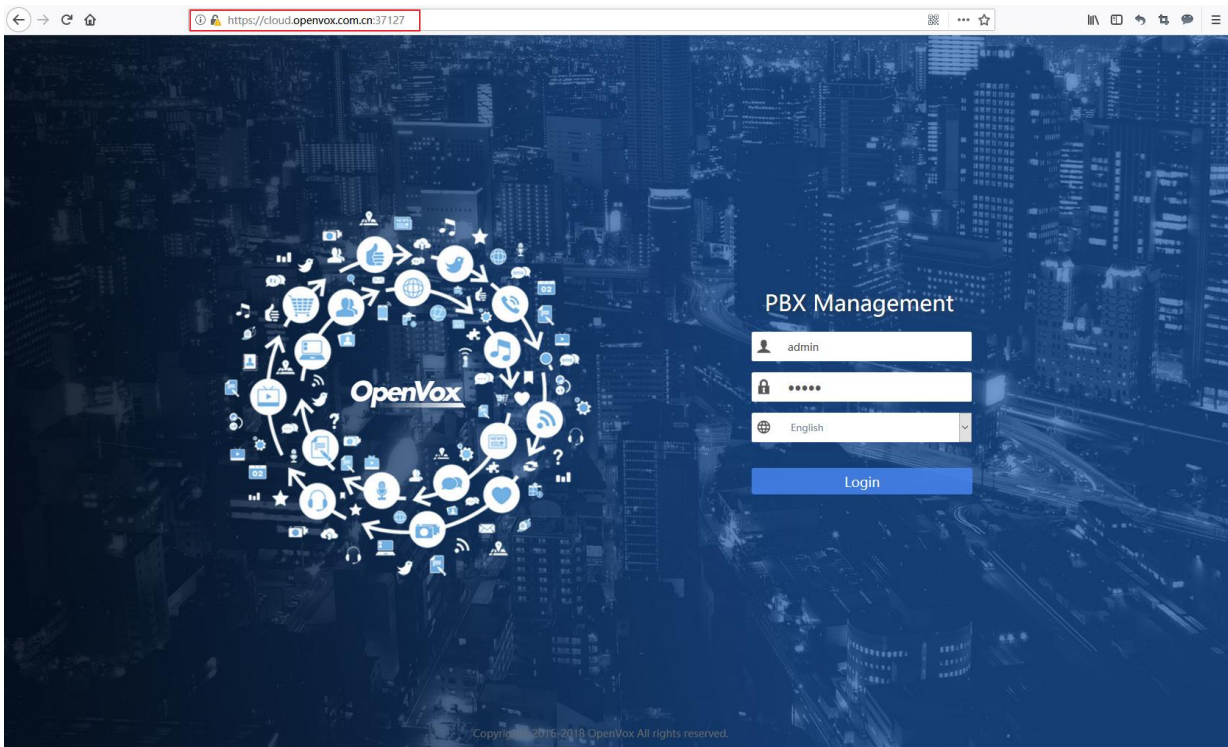 https://cloud.openvox.com.cn:37127
OpenVox
PBX Management
admin
•••••
English
Login
Copyright 2016-2018 OpenVox All rights reserved.